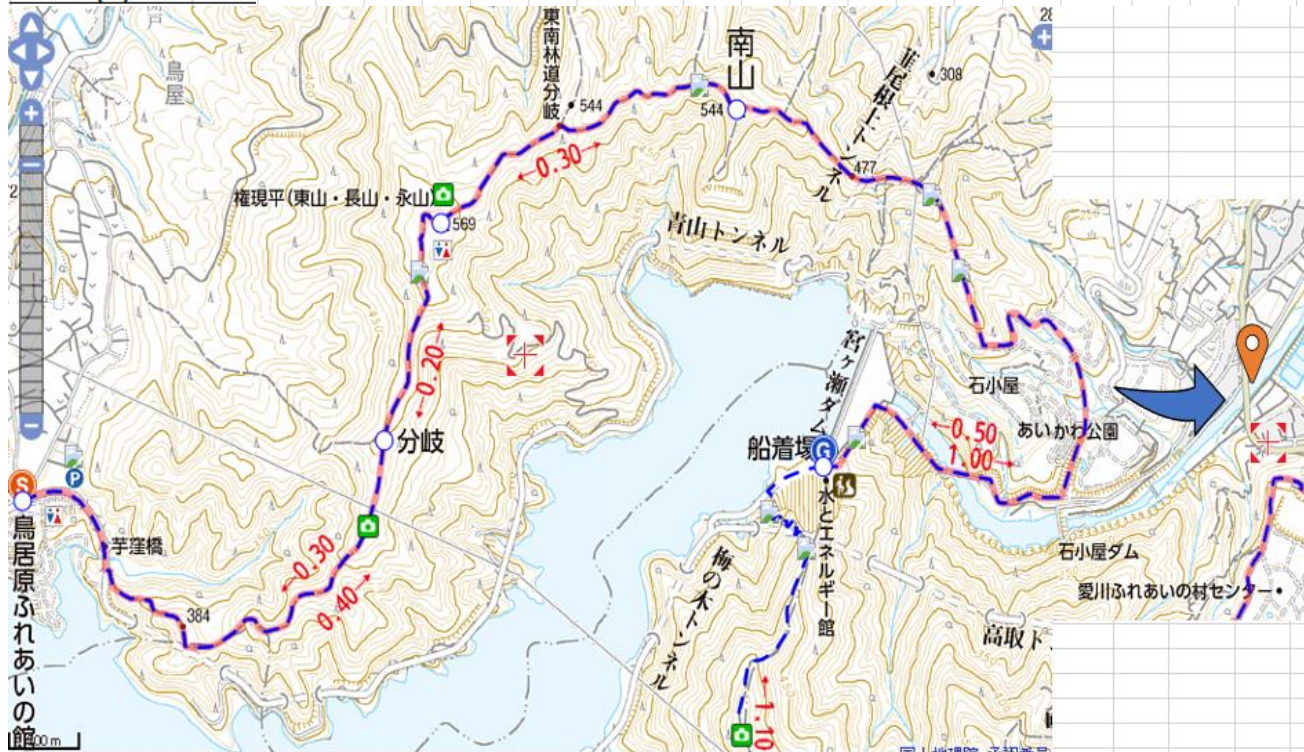 鳥屋
東南林道分岐
南山
韮尾根上トンネル
28
308
544
544
477
←0.30→
権現平(東山・長山・永山)
569
青山トンネル
宮ヶ瀬ダム
←0.20→
石小屋
あいかわ公園
←0.50
1.00→
分岐
船着場
G
S
P
鳥居原ふれあいの館
芋窪橋
384
←0.30
0.40→
水とエネルギー館
梅の木トンネル
石小屋ダム
愛川ふれあいの村センター
高取ト
←1.10
00m